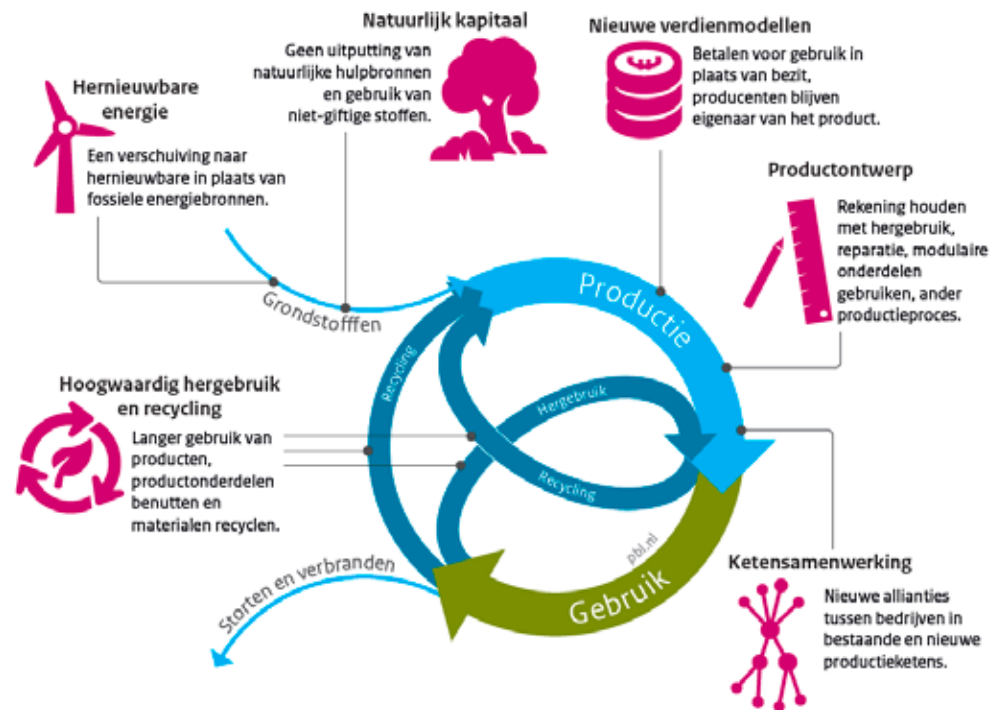 Natuurlijk kapitaal
Geen uitputting van
natuurlijke hulpbronnen
en gebruik van
niet-giftige stoffen.
Nieuwe verdienmodellen
Betalen voor gebruik in
plaats van bezit,
producenten blijven
eigenaar van het product.
Hernieuwbare
energie
Een verschuiving naar
hernieuwbare in plaats van
fossiele energiebronnen.
Productontwerp
Rekening houden
met hergebruik,
reparatie, modulaire
onderdelen
gebruiken, ander
productieproces.
Grondstofffen
Productie
Recycling
Hergebruik
Recycling
Hoogwaardig hergebruik
en recycling
Langer gebruik van
producten,
productonderdelen
benutten en
materialen recyclen.
Storten en verbranden
Gebruik
pbl.nl
Ketensamenwerking
Nieuwe allianties
tussen bedrijven in
bestaande en nieuwe
productieketens.